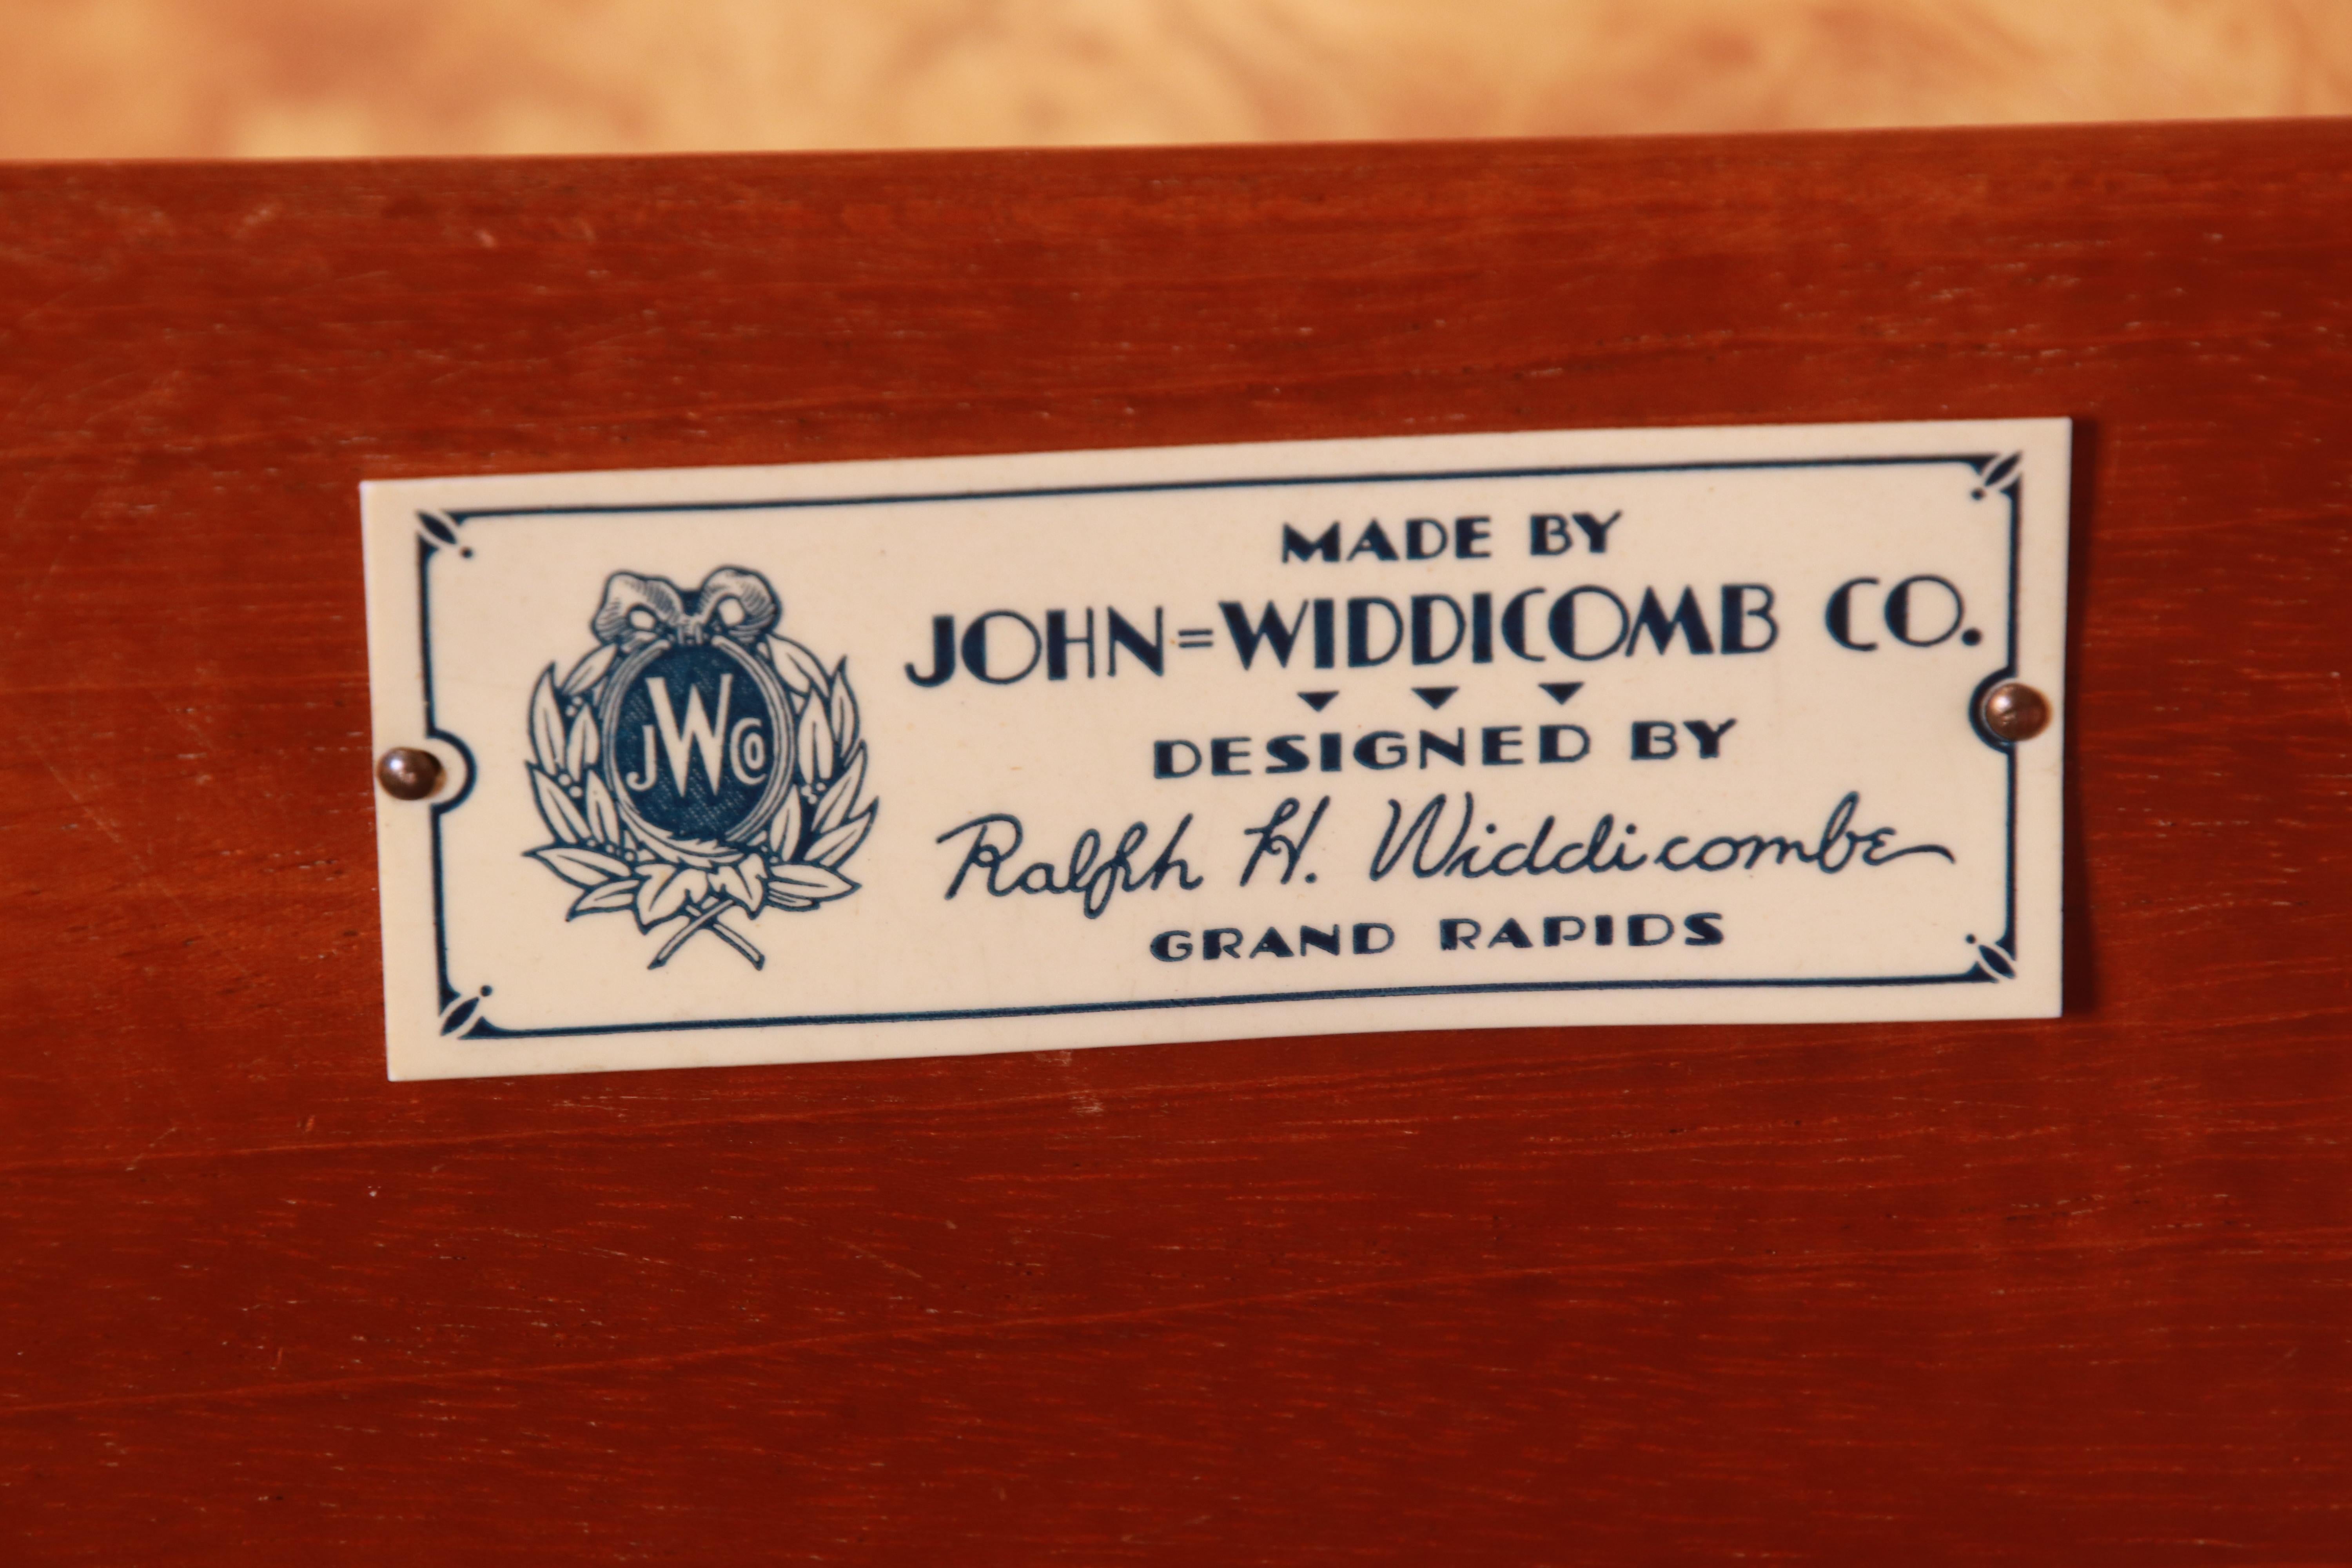 JWCo
MADE BY
JOHN=WIDDICOMB CO.
DESIGNED BY
Ralph H. Widdicombe
GRAND RAPIDS